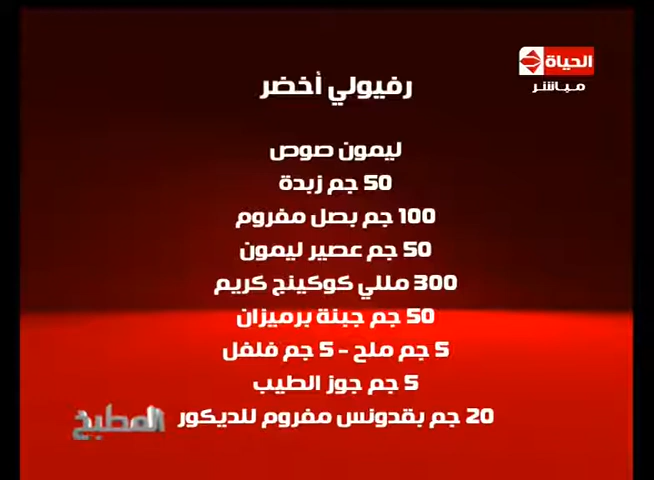 الحياة
مباشر
رفيولي أخضر
ليمون صوص
50 جم زبدة
100 جم بصل مفروم
50 جم عصير ليمون
300 مللي كوكينج كريم
50 جم جبنة برميزان
5 جم ملح - 5 جم فلفل
5 جم جوز الطيب
20 جم بقدونس مفروم للديكور
المطبخ